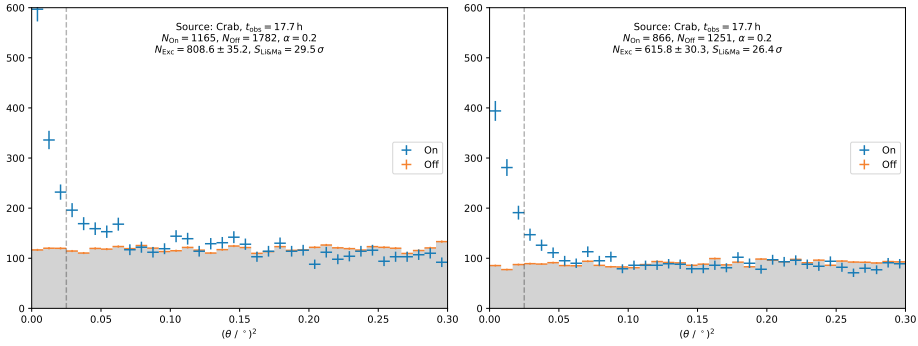 Source: Crab, t_obs = 17.7 h
N_On = 1165, N_Off = 1782, α = 0.2
N_Exc = 808.6 ± 35.2, S_Li&Ma = 29.5 σ
600
500
400
300
200
100
0
On
Off
0.00 0.05 0.10 0.15 0.20 0.25 0.30
(θ / °)²
Source: Crab, t_obs = 17.7 h
N_On = 866, N_Off = 1251, α = 0.2
N_Exc = 615.8 ± 30.3, S_Li&Ma = 26.4 σ
600
500
400
300
200
100
0
On
Off
0.00 0.05 0.10 0.15 0.20 0.25 0.30
(θ / °)²